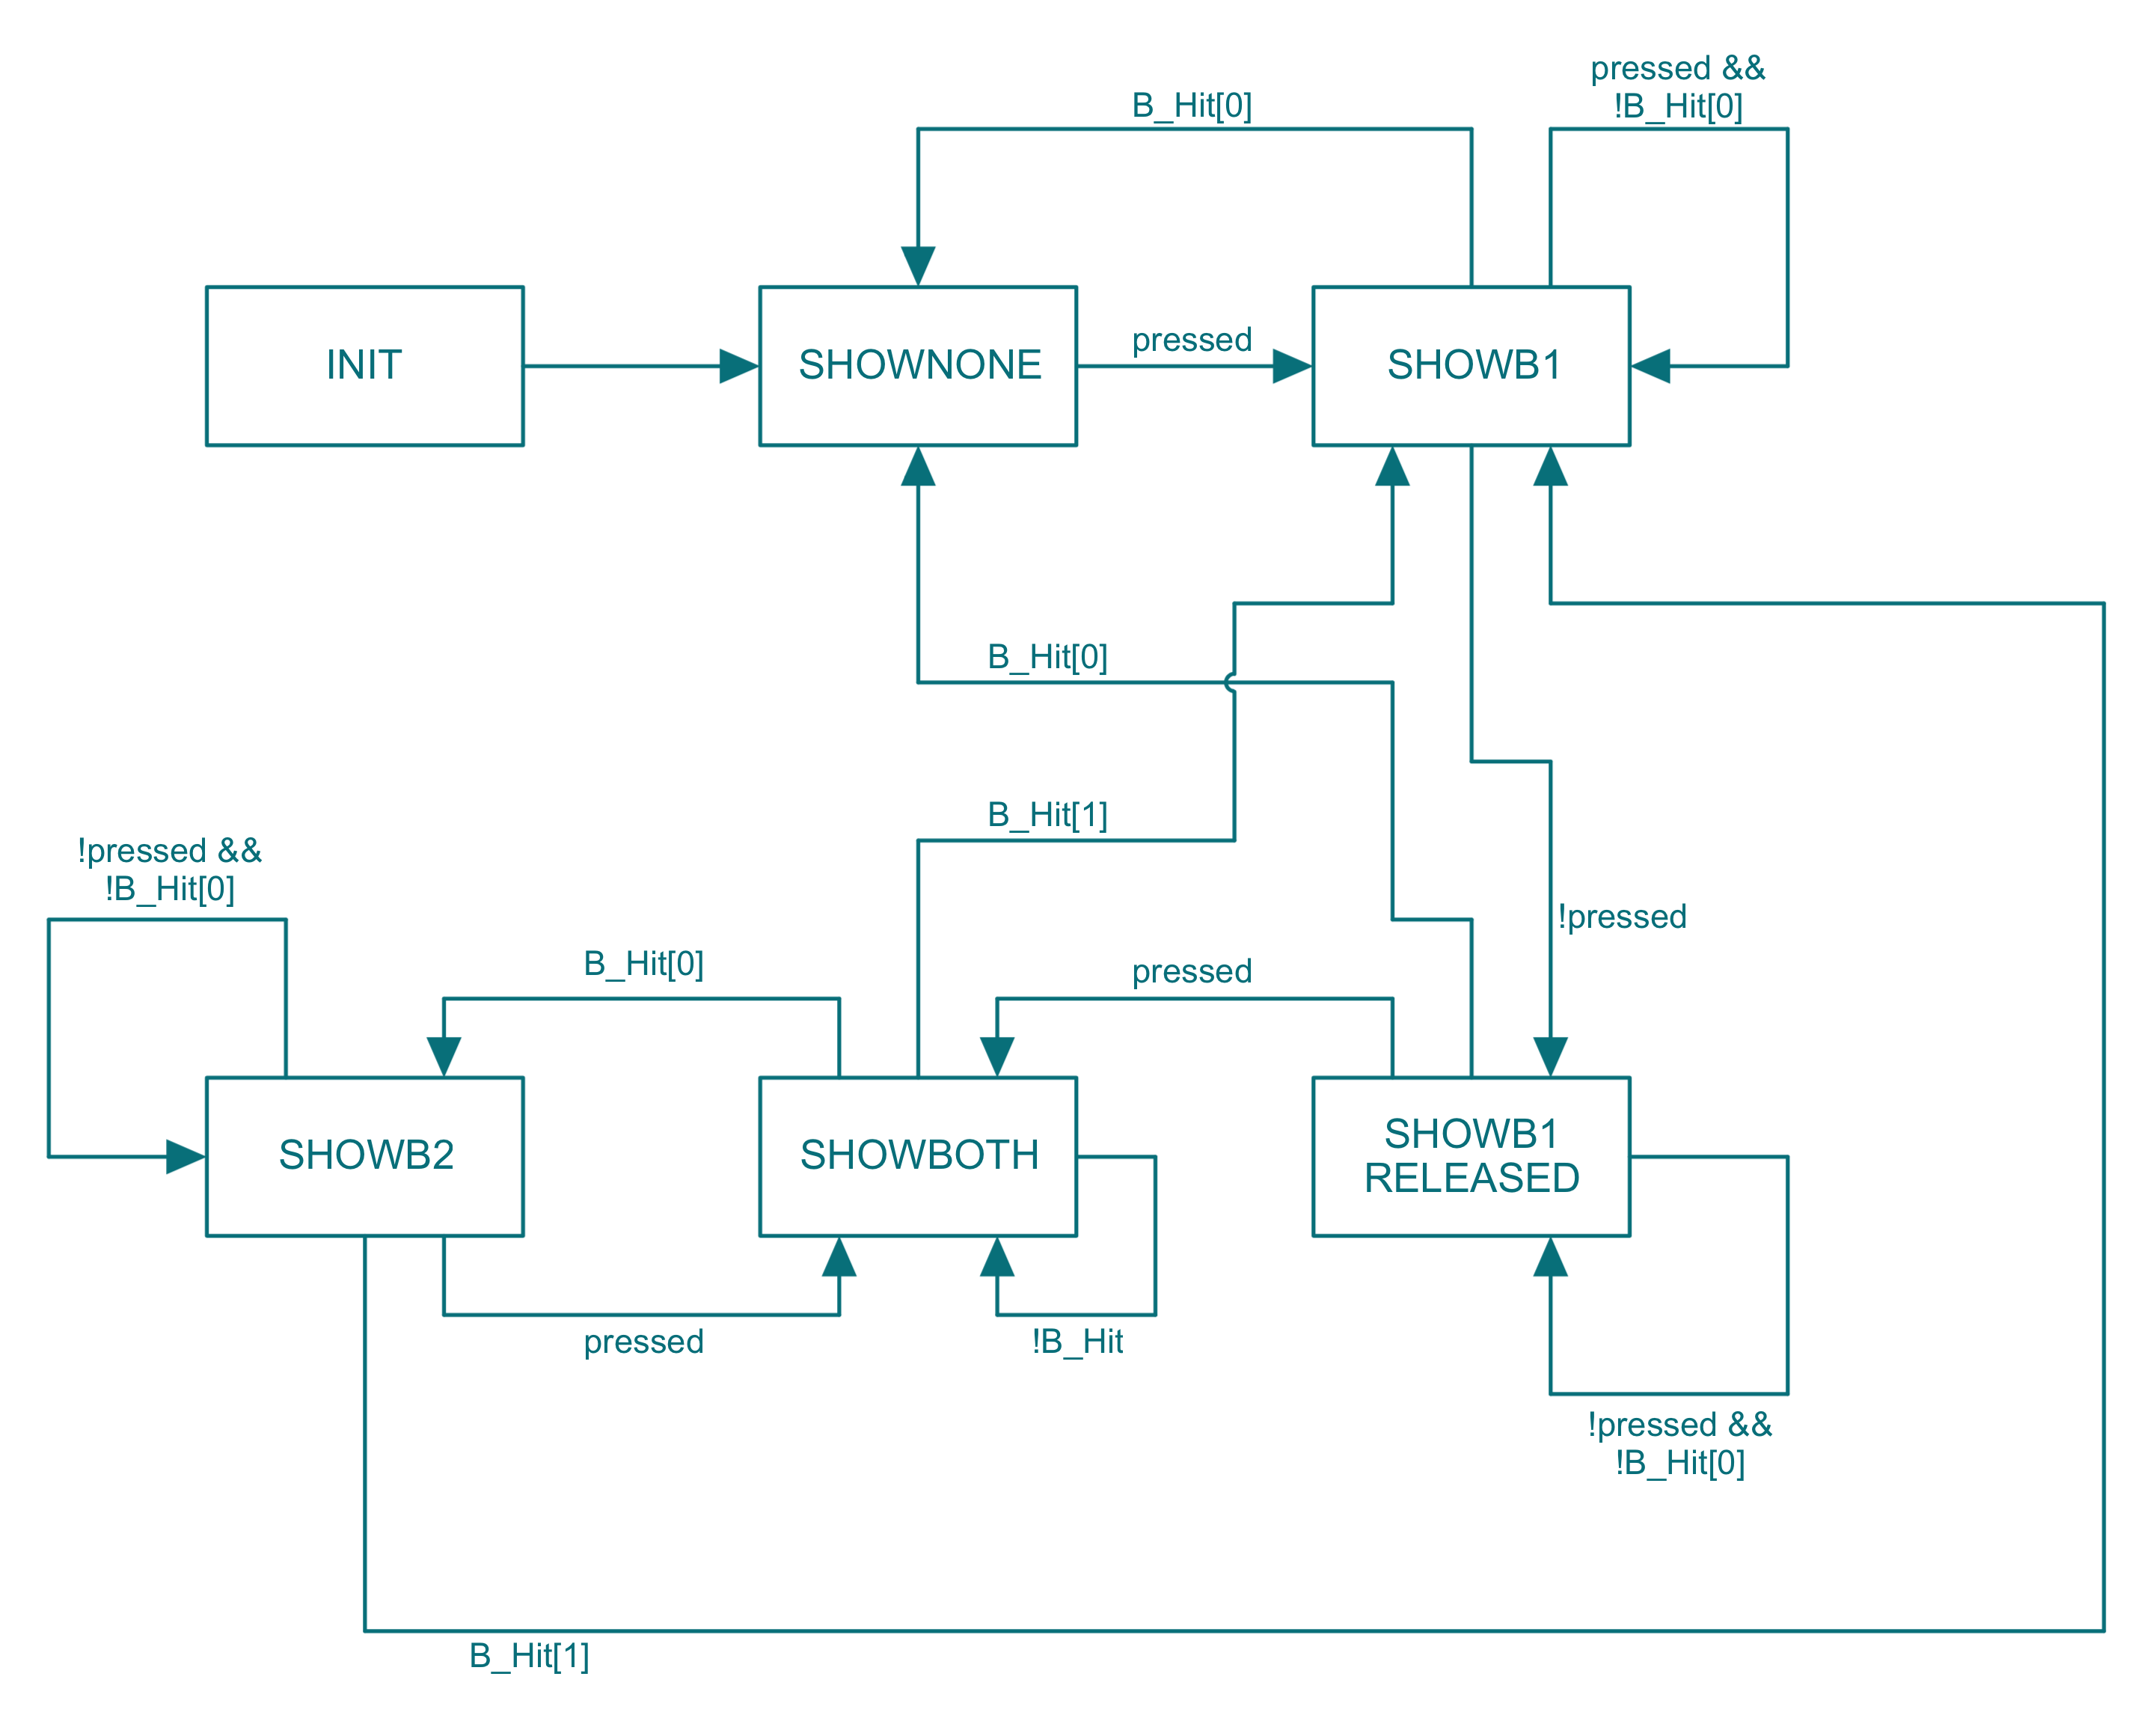 pressed &&
!B_Hit[0]
B_Hit[0]
INIT
SHOWNONE
pressed
SHOWB1
B_Hit[0]
B_Hit[1]
!pressed &&
!B_Hit[0]
!pressed
B_Hit[0]
pressed
SHOWB2
SHOWBOTH
SHOWB1
RELEASED
pressed
!B_Hit
!pressed &&
!B_Hit[0]
B_Hit[1]